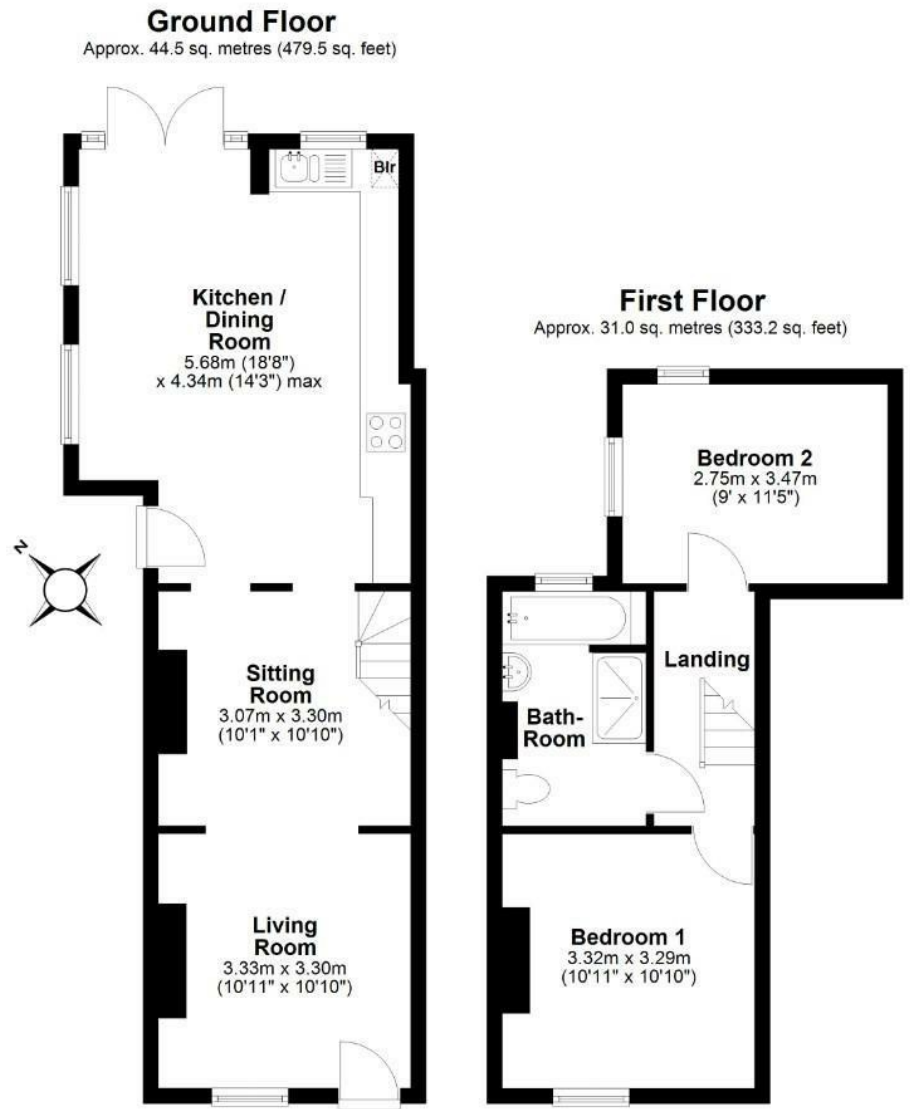 Ground Floor
Approx. 44.5 sq. metres (479.5 sq. feet)
Blr
Kitchen /
Dining
Room
5.68m (18'8")
x 4.34m (14'3") max
N
Sitting
Room
3.07m x 3.30m
(10'1" x 10'10")
Living
Room
3.33m x 3.30m
(10'11" x 10'10")
First Floor
Approx. 31.0 sq. metres (333.2 sq. feet)
Bedroom 2
2.75m x 3.47m
(9' x 11'5")
Landing
Bath-
Room
Bedroom 1
3.32m x 3.29m
(10'11" x 10'10")